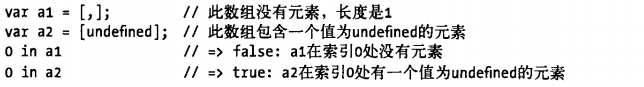 var a1 = [,];          // 此数组没有元素，长度是1
var a2 = [undefined];  // 此数组包含一个值为undefined的元素
0 in a1                // => false: a1在索引0处没有元素
0 in a2                // => true: a2在索引0处有一个值为undefined的元素